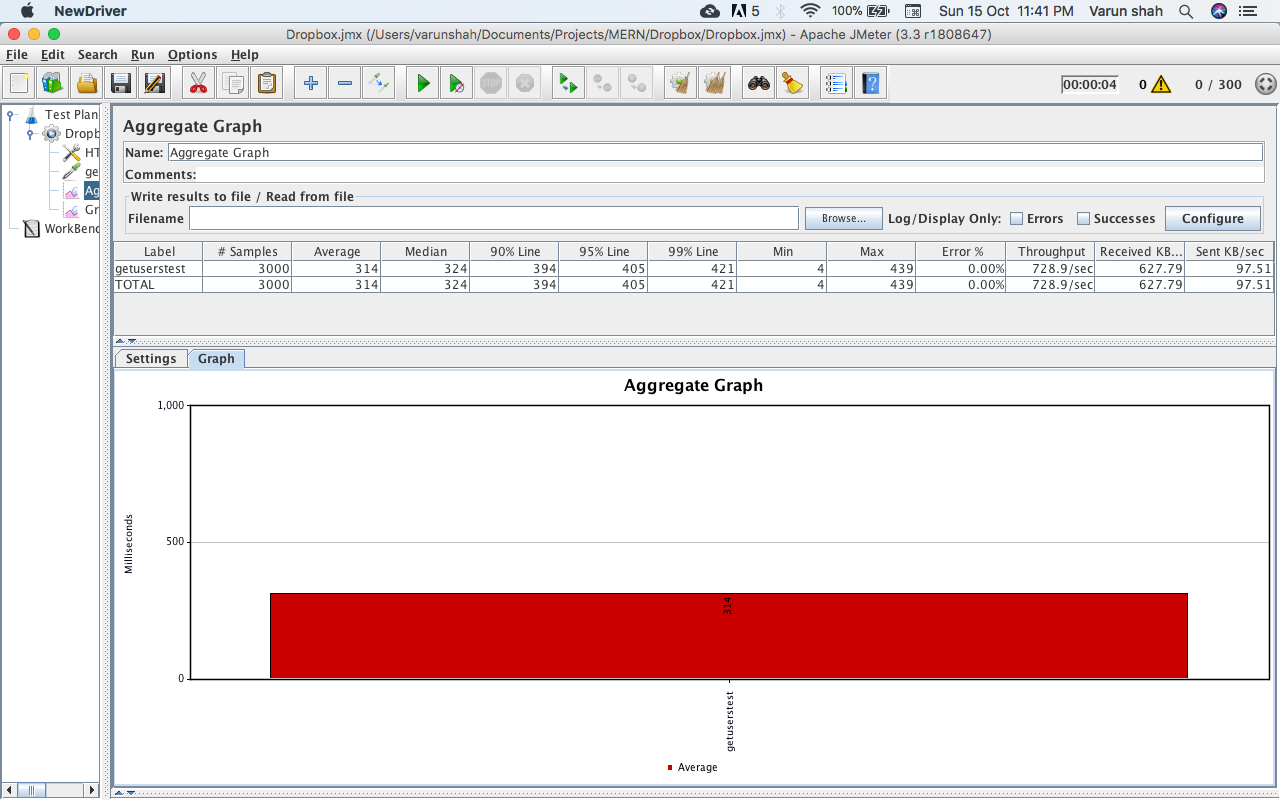 NewDriver 5 100% Sun 15 Oct 11:41 PM Varun shah
Dropbox.jmx (/Users/varunshah/Documents/Projects/MERN/Dropbox/Dropbox.jmx) - Apache JMeter (3.3 r1808647)
File Edit Search Run Options Help
STOP 00:00:04 0 0 / 300
Test Plan
Dropb
HT
ge
Ag
Gr
WorkBenc
Aggregate Graph
Name: Aggregate Graph
Comments:
Write results to file / Read from file
Filename Browse... Log/Display Only: Errors Successes Configure
Label # Samples Average Median 90% Line 95% Line 99% Line Min Max Error % Throughput Received KB... Sent KB/sec
getuserstest 3000 314 324 394 405 421 4 439 0.00% 728.9/sec 627.79 97.51
TOTAL 3000 314 324 394 405 421 4 439 0.00% 728.9/sec 627.79 97.51
Settings Graph
Aggregate Graph
1,000
500
0
Milliseconds
314
getuserstest
Average